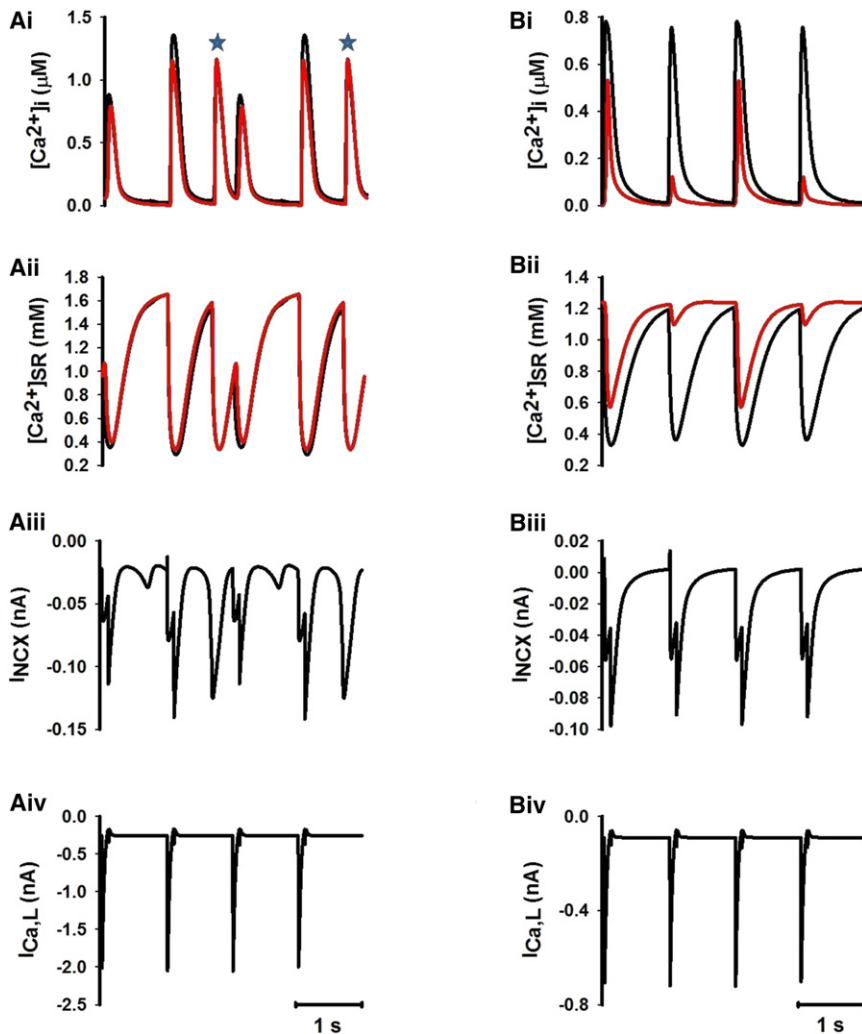 Ai
1.5
1.0
0.5
0.0
[Ca2+]i (μM)
Bi
0.8
0.6
0.4
0.2
0.0
[Ca2+]i (μM)
Aii
1.8
1.6
1.4
1.2
1.0
0.8
0.6
0.4
0.2
[Ca2+]SR (mM)
Bii
1.4
1.2
1.0
0.8
0.6
0.4
0.2
[Ca2+]SR (mM)
Aiii
0.00
-0.05
-0.10
-0.15
INCX (nA)
Biii
0.02
0.00
-0.02
-0.04
-0.06
-0.08
-0.10
INCX (nA)
Aiv
0.0
-0.5
-1.0
-1.5
-2.0
-2.5
ICa,L (nA)
1 s
Biv
0.0
-0.4
-0.8
ICa,L (nA)
1 s